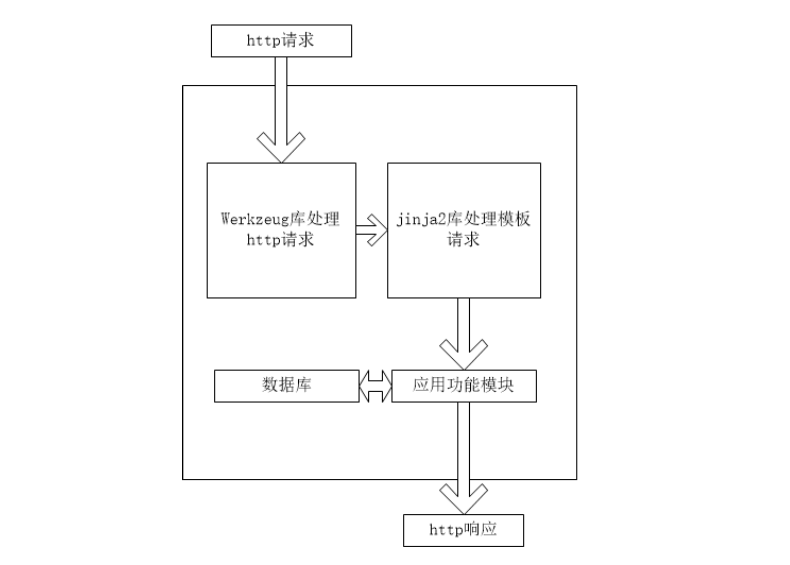 http请求
Werkzeug库处理
http请求
jinja2库处理模板
请求
数据库
应用功能模块
http响应